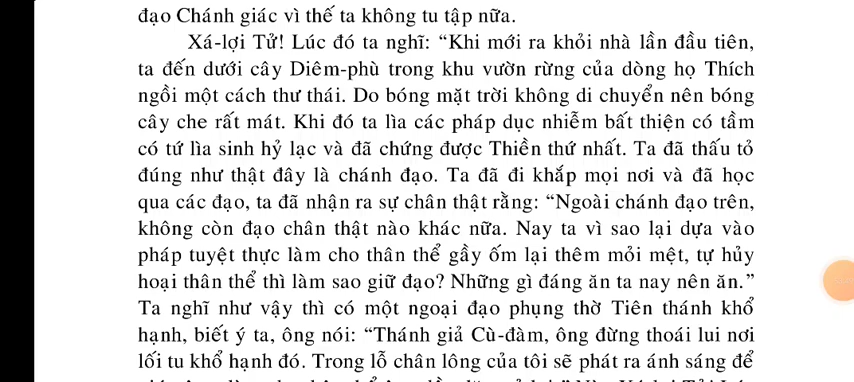 đạo Chánh giác vì thế ta không tu tập nữa.
Xá-lợi Tử! Lúc đó ta nghĩ: “Khi mới ra khỏi nhà lần đầu tiên,
ta đến dưới cây Diêm-phù trong khu vườn rừng của dòng họ Thích
ngồi một cách thư thái. Do bóng mặt trời không di chuyển nên bóng
cây che rất mát. Khi đó ta lìa các pháp dục nhiễm bất thiện có tầm
có tứ lìa sinh hỷ lạc và đã chứng được Thiền thứ nhất. Ta đã thấu tỏ
đúng như thật đây là chánh đạo. Ta đã đi khắp mọi nơi và đã học
qua các đạo, ta đã nhận ra sự chân thật rằng: “Ngoài chánh đạo trên,
không còn đạo chân thật nào khác nữa. Nay ta vì sao lại dựa vào
pháp tuyệt thực làm cho thân thể gầy ốm lại thêm mỏi mệt, tự hủy
hoại thân thể thì làm sao giữ đạo? Những gì đáng ăn ta nay nên ăn.”
Ta nghĩ như vậy thì có một ngoại đạo phụng thờ Tiên thánh khổ
hạnh, biết ý ta, ông nói: “Thánh giả Cù-đàm, ông đừng thoái lui nơi
lối tu khổ hạnh đó. Trong lỗ chân lông của tôi sẽ phát ra ánh sáng để